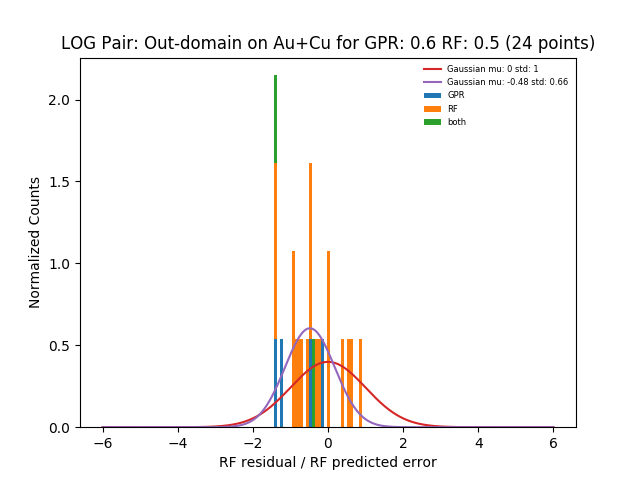 LOG Pair: Out-domain on Au+Cu for GPR: 0.6 RF: 0.5 (24 points)
Gaussian mu: 0 std: 1
Gaussian mu: -0.48 std: 0.66
GPR
RF
both
2.0
1.5
1.0
0.5
0.0
Normalized Counts
−6
−4
−2
0
2
4
6
RF residual / RF predicted error